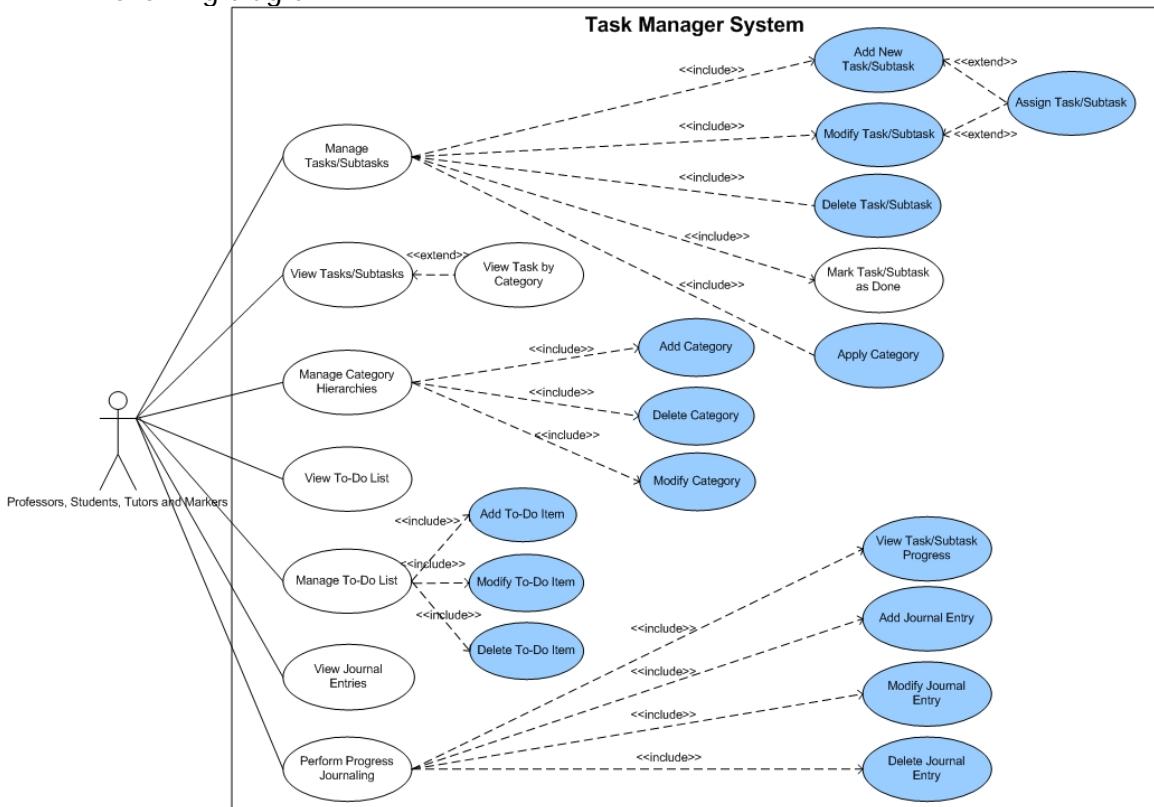 Task Manager System
Add New
Task/Subtask
<<include>>
<<extend>>
Assign Task/Subtask
<<include>>
Modify Task/Subtask
<<extend>>
Manage
Tasks/Subtasks
<<include>>
Delete Task/Subtask
<<include>>
Mark Task/Subtask
as Done
<<include>>
Apply Category
View Tasks/Subtasks
<<extend>>
View Task by
Category
Manage Category
Hierarchies
<<include>>
Add Category
<<include>>
Delete Category
<<include>>
Modify Category
Professors, Students, Tutors and Markers
View To-Do List
Manage To-Do List
<<include>>
Add To-Do Item
<<include>>
Modify To-Do Item
<<include>>
Delete To-Do Item
View Journal
Entries
Perform Progress
Journaling
<<include>>
View Task/Subtask
Progress
<<include>>
Add Journal Entry
<<include>>
Modify Journal
Entry
<<include>>
Delete Journal
Entry